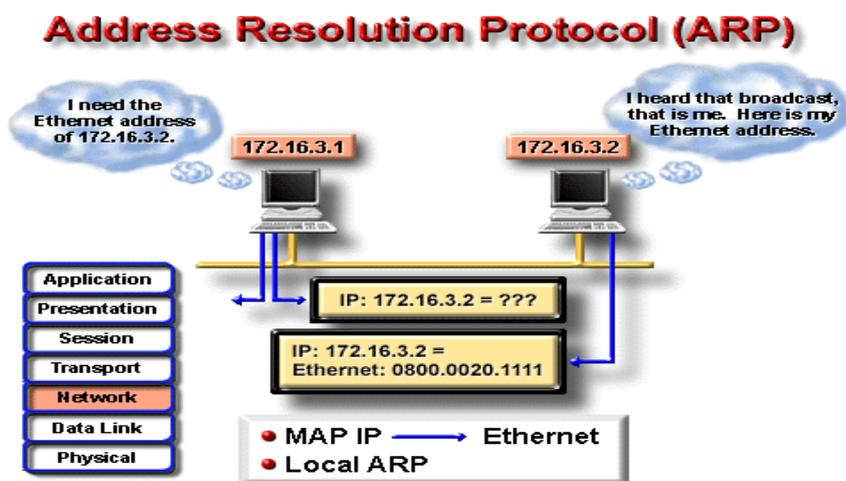 Address Resolution Protocol (ARP)
I need the
Ethernet address
of 172.16.3.2.
I heard that broadcast,
that is me. Here is my
Ethernet address.
172.16.3.1
172.16.3.2
Application
Presentation
Session
Transport
Network
Data Link
Physical
IP: 172.16.3.2 = ???
IP: 172.16.3.2 =
Ethernet: 0800.0020.1111
MAP IP Ethernet
Local ARP